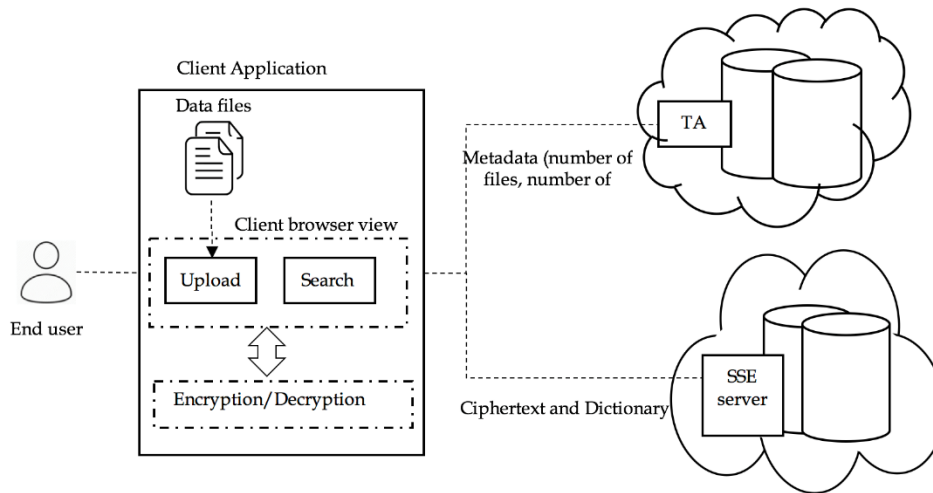 Client Application
Data files
Client browser view
Upload
Search
Encryption/Decryption
End user
TA
Metadata (number of
files, number of
SSE
server
Ciphertext and Dictionary